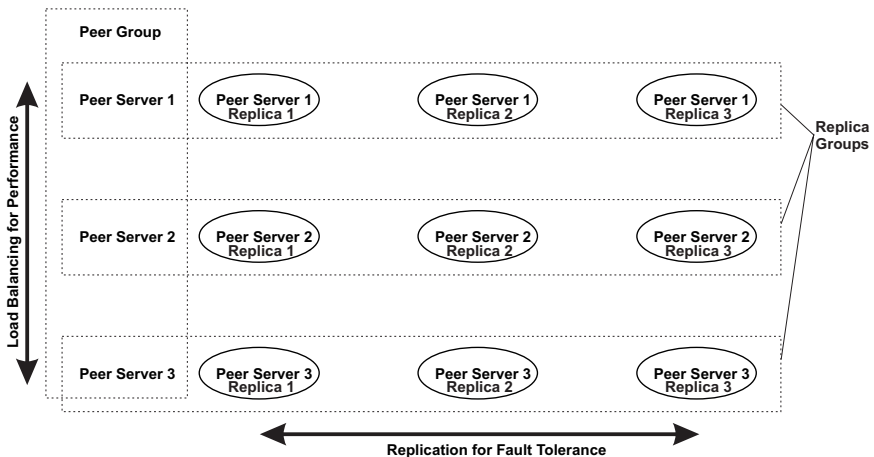 Peer Group
Peer Server 1
Peer Server 1
Replica 1
Peer Server 1
Replica 2
Peer Server 1
Replica 3
Replica
Groups
Load Balancing for Performance
Peer Server 2
Peer Server 2
Replica 1
Peer Server 2
Replica 2
Peer Server 2
Replica 3
Peer Server 3
Peer Server 3
Replica 1
Peer Server 3
Replica 2
Peer Server 3
Replica 3
Replication for Fault Tolerance